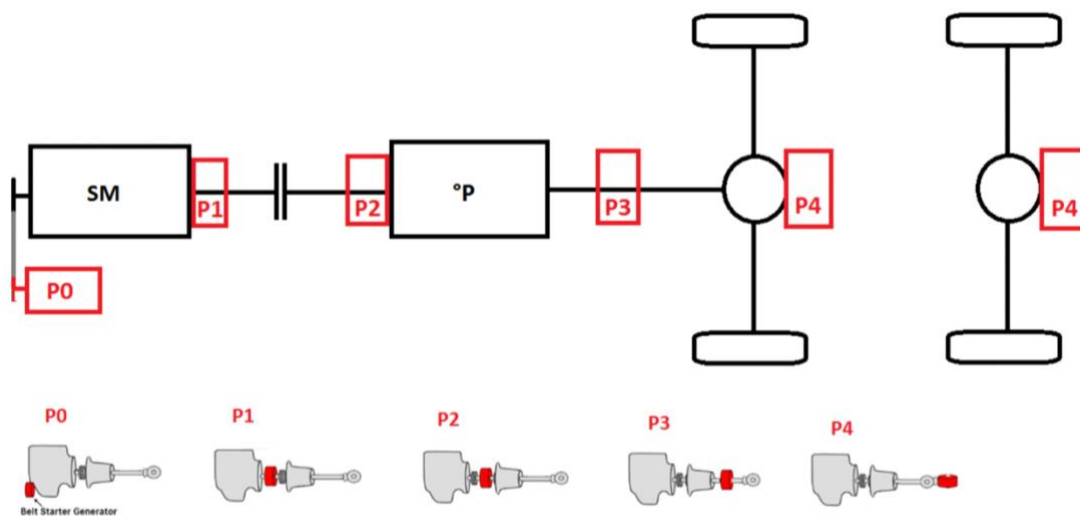 SM
P1
P2
°P
P3
P4
P4
P0
P0
P1
P2
P3
P4
Belt Starter Generator